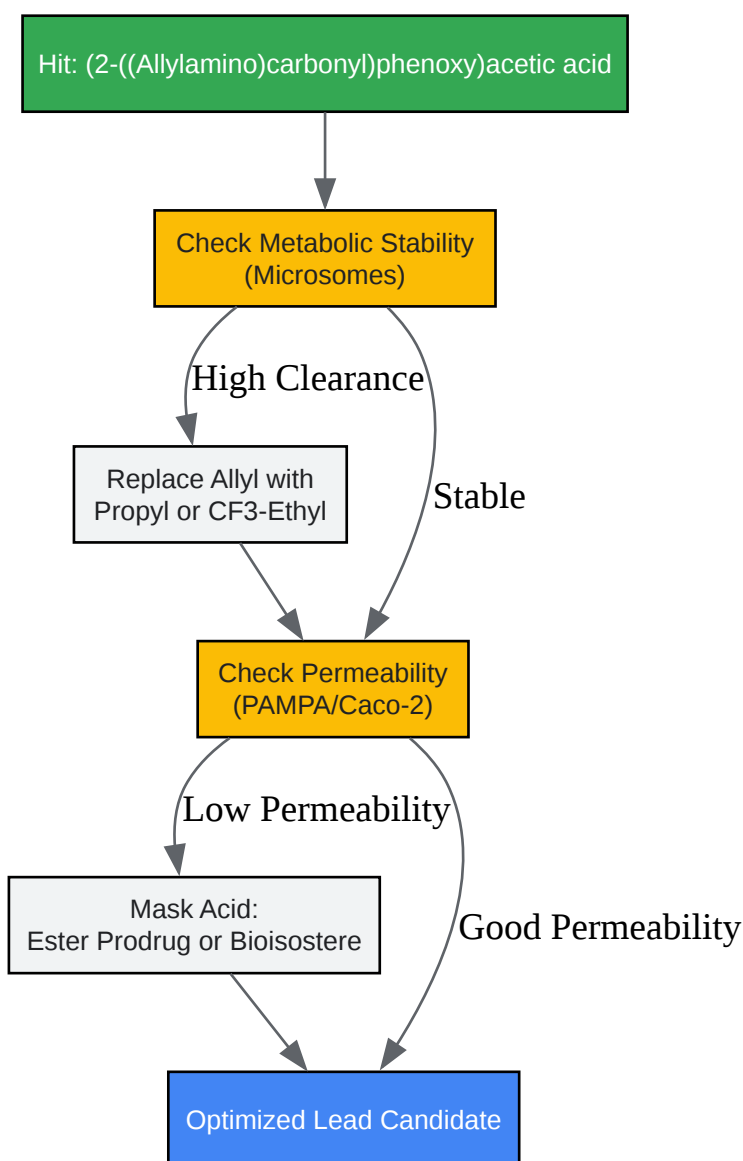 Hit: (2-((Allylamino)carbonyl)phenoxy)acetic acid
Check Metabolic Stability
(Microsomes)
High Clearance
Replace Allyl with
Propyl or CF3-Ethyl
Stable
Check Permeability
(PAMPA/Caco-2)
Low Permeability
Mask Acid:
Ester Prodrug or Bioisostere
Good Permeability
Optimized Lead Candidate